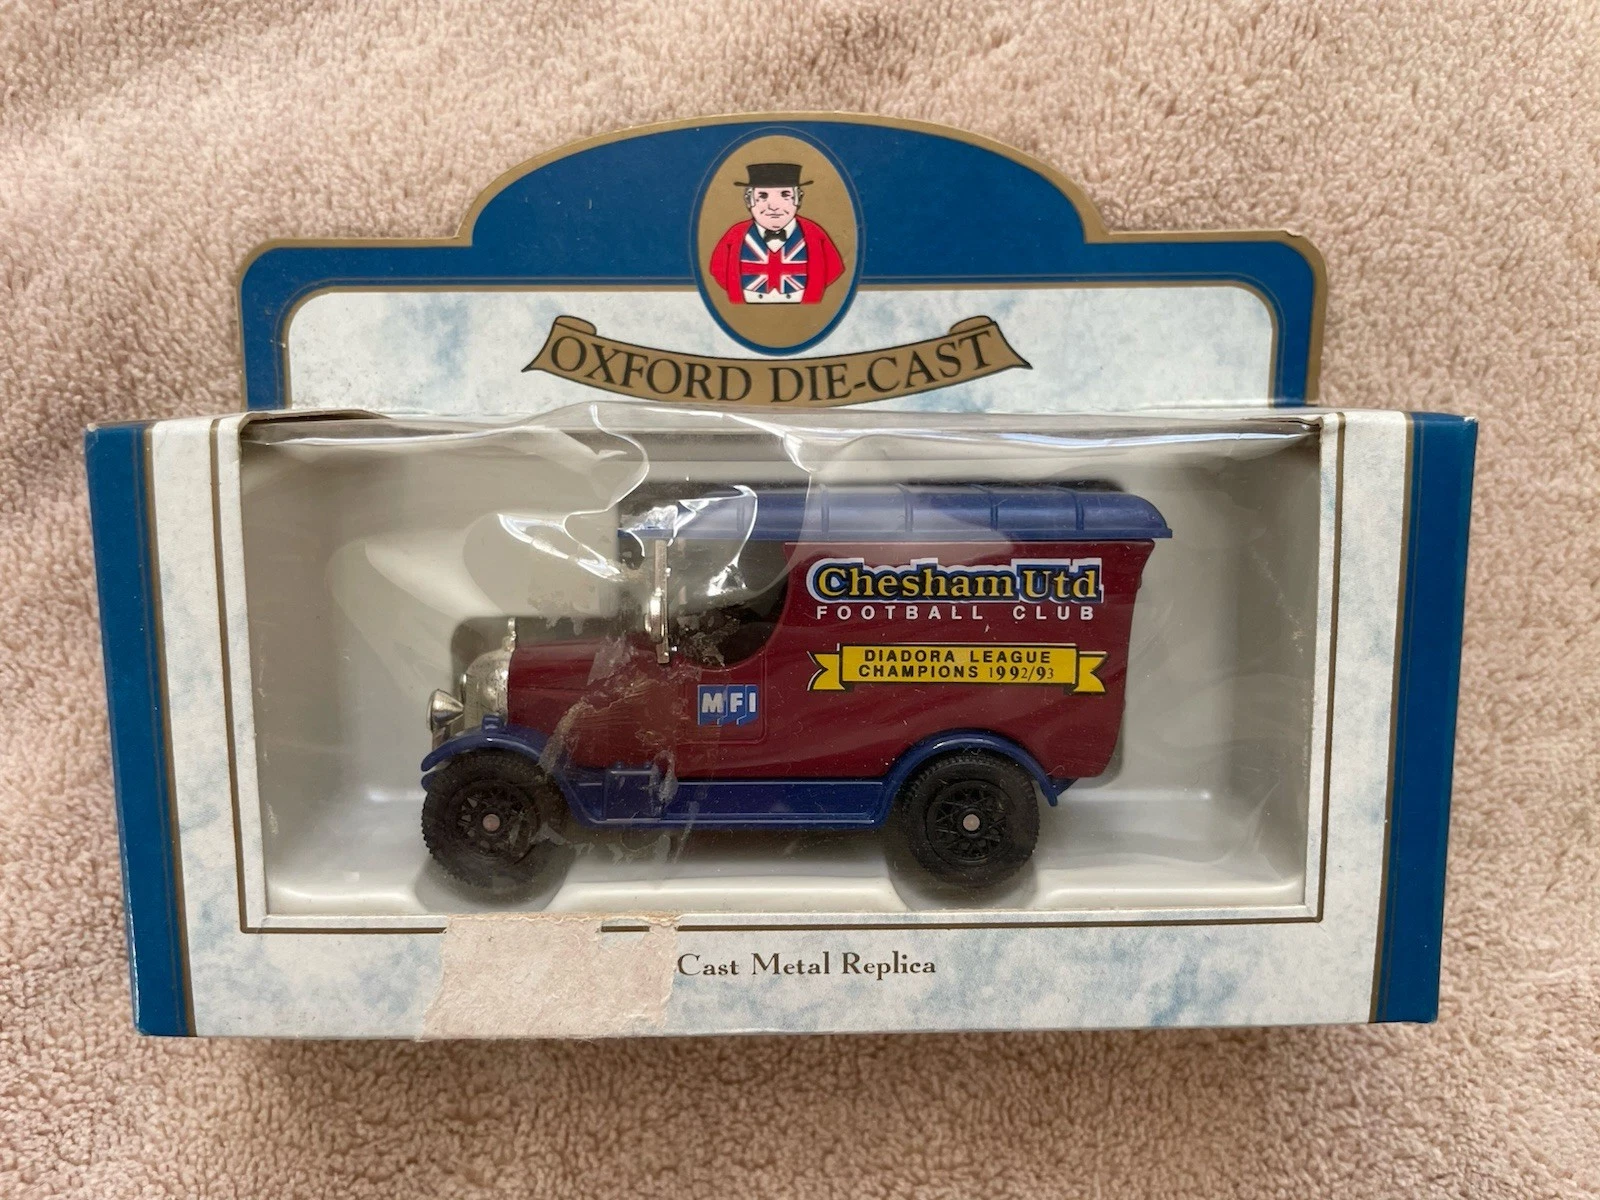 OXFORD DIE-CAST
Chesham Utd
FOOTBALL CLUB
DIADORA LEAGUE
CHAMPIONS 1992/93
MFI
Cast Metal Replica